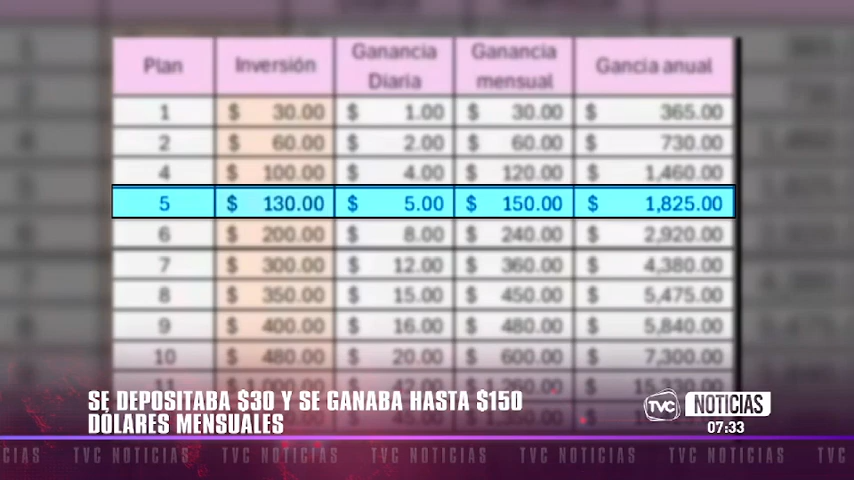 Plan Inversión Ganancia Diaria Ganancia mensual Gancia anual
1 $ 30.00 $ 1.00 $ 30.00 $ 365.00
2 $ 60.00 $ 2.00 $ 60.00 $ 730.00
4 $ 100.00 $ 4.00 $ 120.00 $ 1,460.00
5 $ 130.00 $ 5.00 $ 150.00 $ 1,825.00
6 $ 200.00 $ 8.00 $ 240.00 $ 2,920.00
7 $ 300.00 $ 12.00 $ 360.00 $ 4,380.00
8 $ 350.00 $ 15.00 $ 450.00 $ 5,475.00
9 $ 400.00 $ 16.00 $ 480.00 $ 5,840.00
10 $ 480.00 $ 20.00 $ 600.00 $ 7,300.00
SE DEPOSITABA $30 Y SE GANABA HASTA $150
DÓLARES MENSUALES
TVC NOTICIAS
07:33
CIAS TVC NOTICIAS TVC NOTICIAS TVC NOTICIAS TVC NOTICIAS TVC NOTICIAS TVC